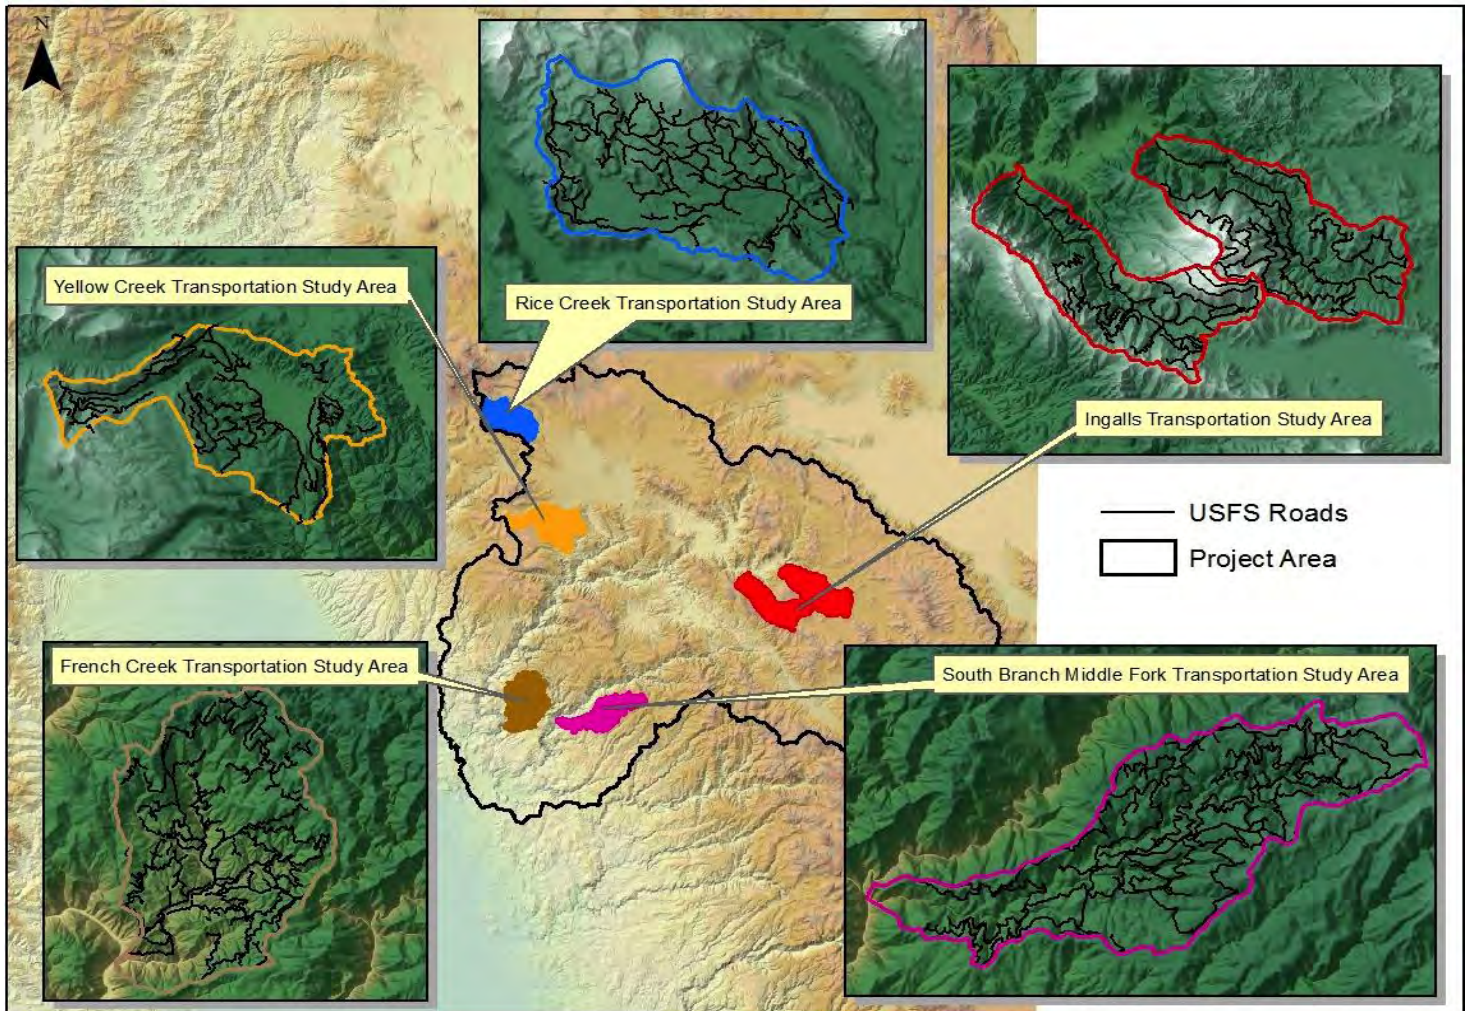 N
Yellow Creek Transportation Study Area
Rice Creek Transportation Study Area
Ingalls Transportation Study Area
USFS Roads
Project Area
French Creek Transportation Study Area
South Branch Middle Fork Transportation Study Area